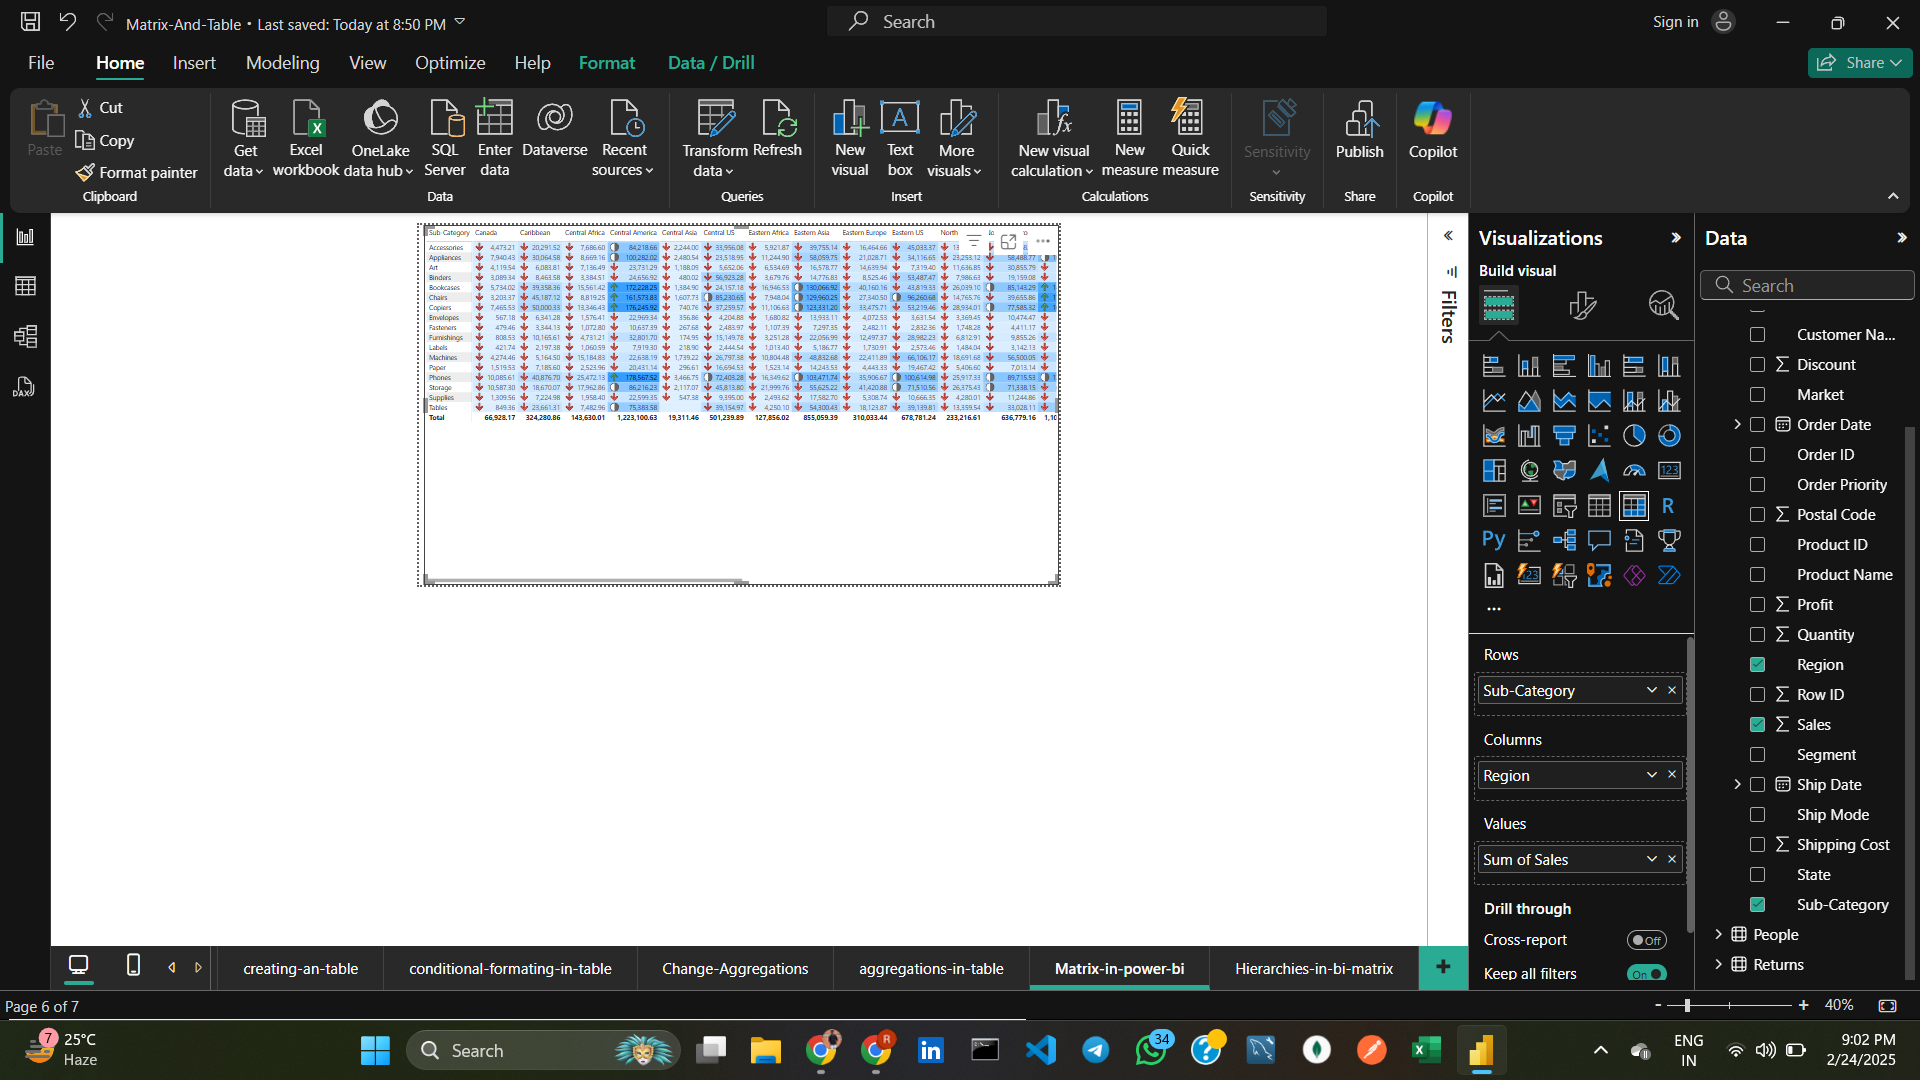 Matrix-And-Table • Last saved: Today at 8:50 PM
Search
Sign in
File
Home
Insert
Modeling
View
Optimize
Help
Format
Data / Drill
Share
Paste
Cut
Copy
Format painter
Clipboard
Get data
Excel workbook
OneLake data hub
SQL Server
Enter data
Dataverse
Recent sources
Data
Transform data
Refresh
Queries
New visual
Text box
More visuals
Insert
New visual calculation
New measure
Quick measure
Calculations
Sensitivity
Sensitivity
Publish
Share
Copilot
Copilot
Sub-Category Canada Caribbean Central Africa Central America Central Asia Central US Eastern Africa Eastern Asia Eastern Europe Eastern US North
Accessories 4,473.21 20,291.52 7,686.60 84,218.66 2,244.00 33,956.08 5,921.87 39,755.14 16,464.66 45,033.37
Appliances 7,940.43 30,064.58 8,669.16 100,282.02 2,480.54 23,518.95 11,244.90 58,059.75 21,028.71 34,116.65 23,253.12 58,488.77
Art 4,119.54 6,083.81 7,136.49 23,731.29 1,188.09 5,652.06 6,534.69 16,578.77 14,639.94 7,319.40 11,636.85 30,855.79
Binders 3,089.34 8,463.58 3,384.51 24,656.92 480.02 56,923.28 3,679.76 14,776.83 8,525.46 53,487.47 7,986.63 19,159.08
Bookcases 5,734.02 39,358.36 15,561.42 172,228.25 1,384.90 24,157.18 16,946.53 130,066.92 40,160.16 43,819.33 26,039.10 85,143.29
Chairs 3,203.37 45,187.12 8,819.25 161,573.83 1,607.73 85,230.65 7,948.04 129,960.25 27,340.50 96,260.68 14,765.76 39,655.86
Copiers 7,465.53 50,000.33 13,346.43 176,245.92 740.76 37,259.57 11,106.63 123,331.20 33,475.71 53,219.46 28,934.01 77,585.32
Envelopes 567.18 6,341.28 1,576.41 22,969.34 356.86 4,204.88 1,680.82 13,933.11 4,072.53 3,631.54 3,369.45 10,474.47
Fasteners 479.46 3,344.13 1,072.80 10,637.39 267.68 2,483.97 1,107.39 7,297.35 2,482.11 2,832.36 1,748.28 4,411.17
Furnishings 808.53 10,165.61 4,731.21 32,801.70 174.95 15,149.78 3,251.28 22,056.99 12,497.37 28,982.23 6,812.91 9,855.26
Labels 421.74 2,197.38 1,060.59 7,919.30 218.90 2,444.54 1,013.40 5,186.77 1,730.91 2,573.46 1,484.04 3,142.13
Machines 4,274.46 5,164.50 15,184.83 22,638.19 1,739.22 26,797.38 10,804.48 48,832.68 22,411.89 66,106.17 18,691.68 56,500.05
Paper 1,519.53 7,185.60 2,523.96 20,431.14 296.61 16,694.53 1,523.14 14,243.53 4,443.33 19,467.42 5,406.60 7,013.14
Phones 10,085.61 40,876.70 25,472.13 178,567.52 3,466.75 72,403.28 16,349.62 103,471.74 35,906.67 100,614.98 25,917.33 89,715.53
Storage 10,587.30 18,670.07 17,962.86 86,216.23 2,117.07 45,813.80 21,999.76 55,625.22 41,420.88 71,510.56 26,375.43 71,338.15
Supplies 1,309.56 7,224.98 1,958.40 22,599.35 547.38 9,395.00 2,493.62 17,582.70 5,308.74 10,666.35 4,280.01 11,244.86
Tables 849.36 23,661.31 7,482.96 75,383.58 39,154.97 4,250.10 54,300.43 18,123.87 39,139.81 13,359.54 33,028.11
Total 66,928.17 324,280.86 143,630.01 1,223,100.63 19,311.46 501,239.89 127,856.02 855,059.39 310,033.44 678,781.24 233,216.61 636,779.16
Filters
Visualizations
Build visual
Rows
Sub-Category
Columns
Region
Values
Sum of Sales
Drill through
Cross-report
Off
Keep all filters
On
Data
Search
Customer Na...
Discount
Market
Order Date
Order ID
Order Priority
Postal Code
Product ID
Product Name
Profit
Quantity
Region
Row ID
Sales
Segment
Ship Date
Ship Mode
Shipping Cost
State
Sub-Category
People
Returns
creating-an-table
conditional-formating-in-table
Change-Aggregations
aggregations-in-table
Matrix-in-power-bi
Hierarchies-in-bi-matrix
Page 6 of 7
40%
7
25°C
Haze
Search
34
ENG
IN
9:02 PM
2/24/2025